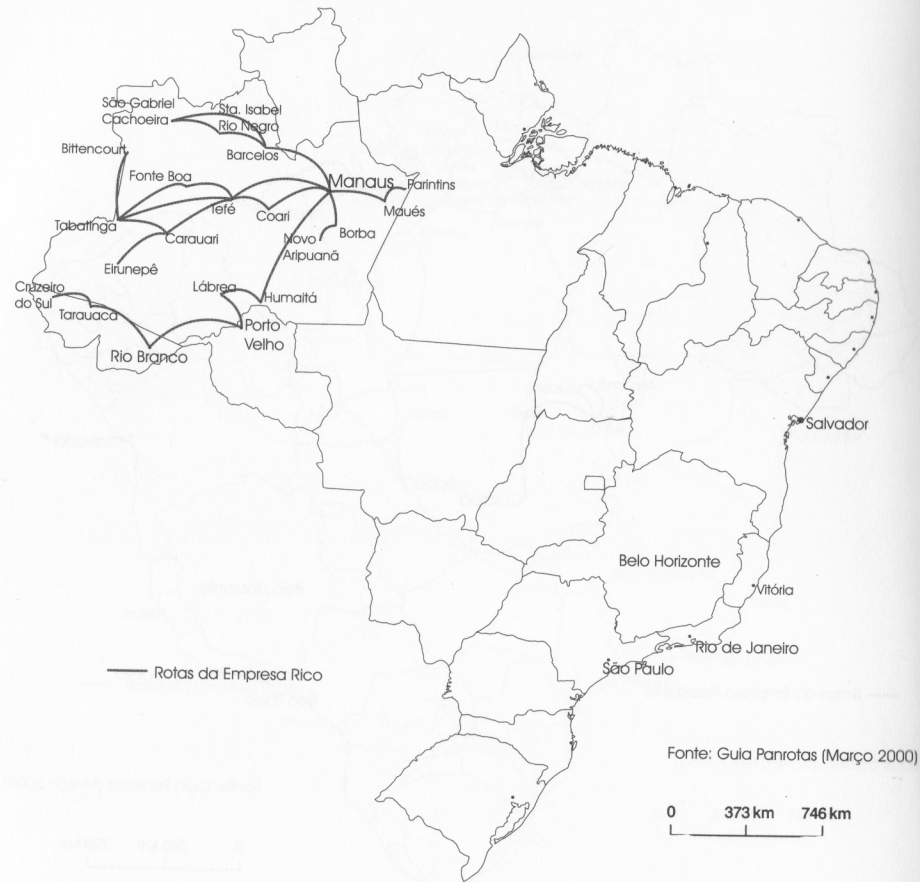 São Gabriel
Cachoeira
Sta. Isabel
Rio Negro
Bittencourt
Barcelos
Fonte Boa
Manaus
Parintins
Maués
Tefé
Coari
Tabatinga
Carauari
Novo
Aripuanã
Borba
Eirunepê
Cruzeiro
do Sul
Lábrea
Humaitá
Tarauacá
Porto
Velho
Rio Branco
Salvador
Belo Horizonte
Vitória
Rio de Janeiro
São Paulo
Rotas da Empresa Rico
Fonte: Guia Panrotas (Março 2000)
0 373 km 746 km